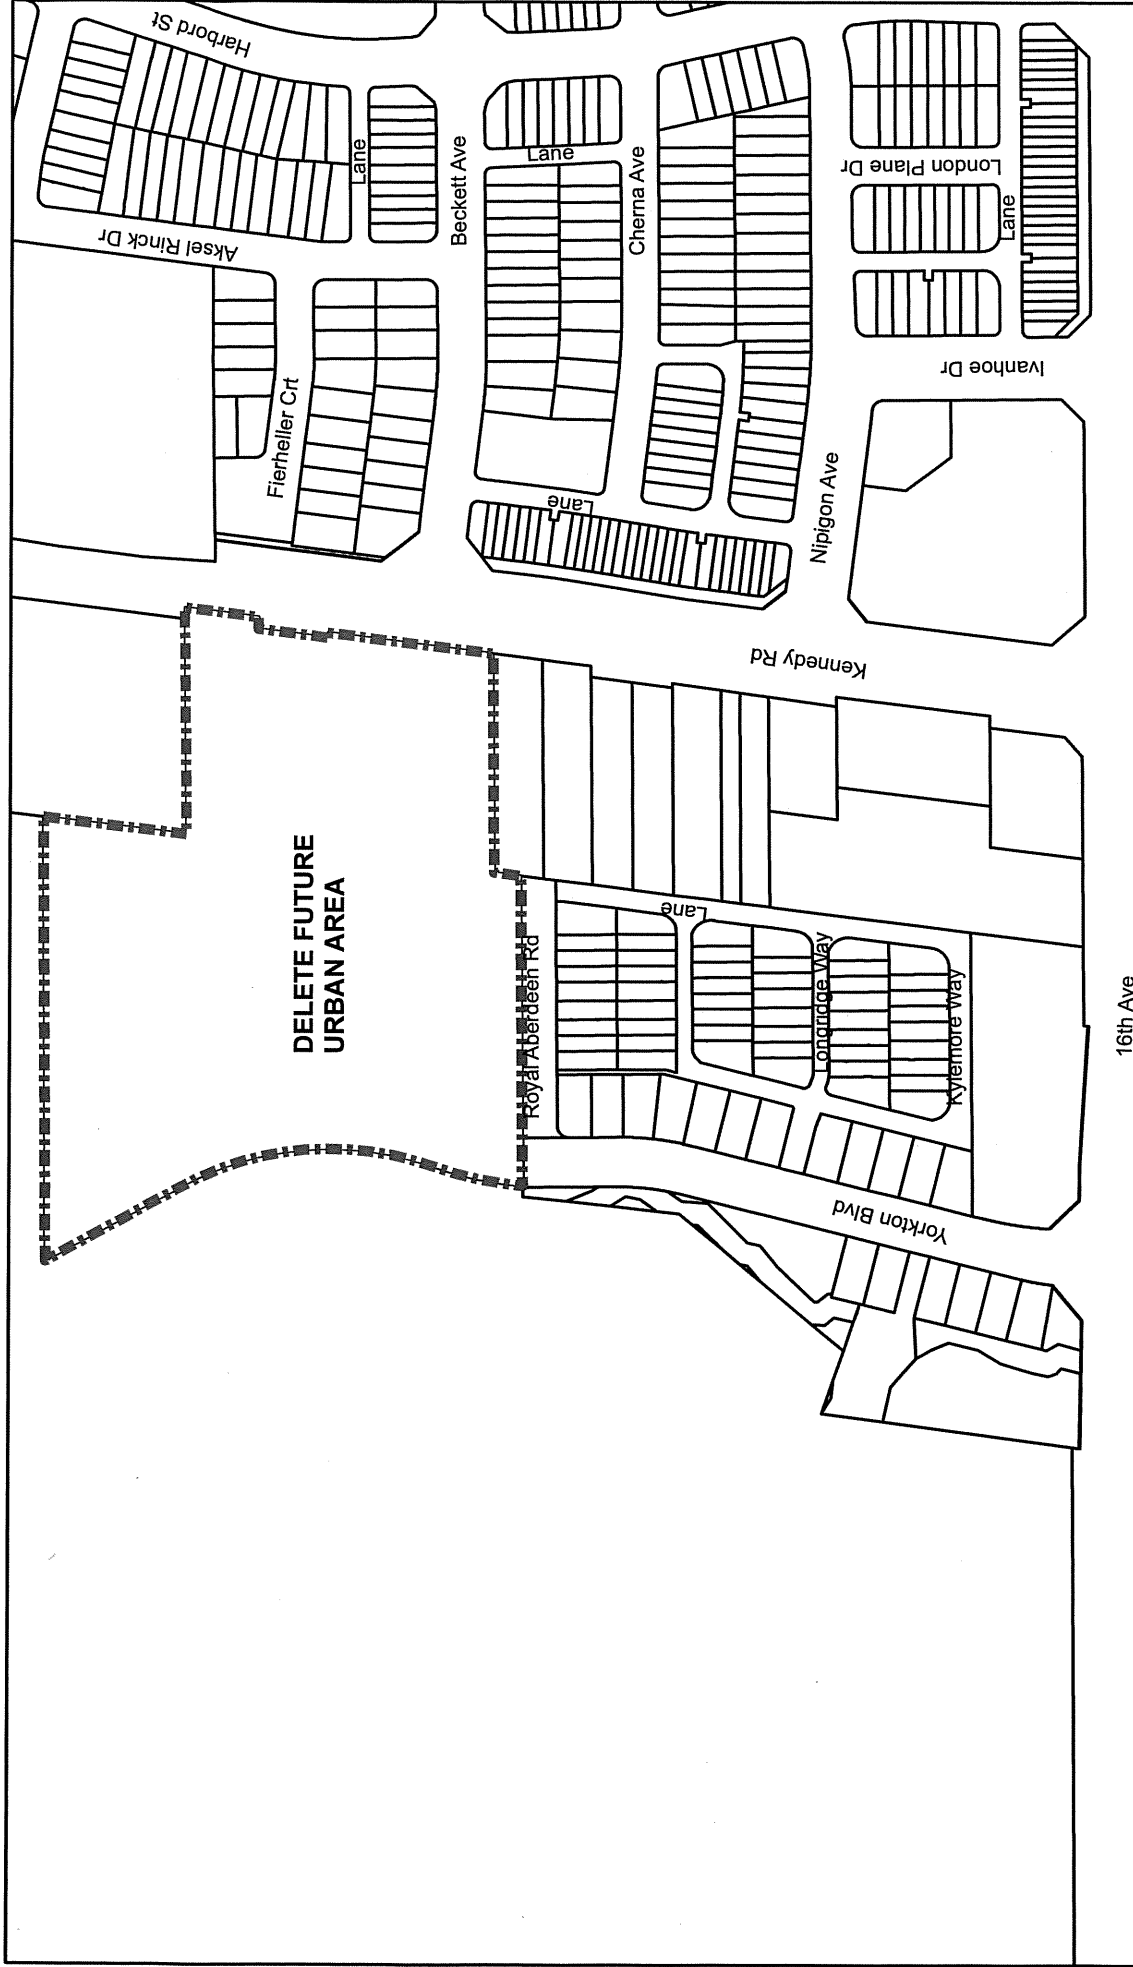 Harbord St
Lane
Aksel Rinck Dr
Beckett Ave
Lane
Cherna Ave
London Plane Dr
Lane
Fierheller Crt
Ivanhoe Dr
Lane
Nipigon Ave
Kennedy Rd
DELETE FUTURE
URBAN AREA
Royal Aberdeen Rd
Lane
Longridge Way
Kylemore Way
16th Ave
Yorkton Blvd